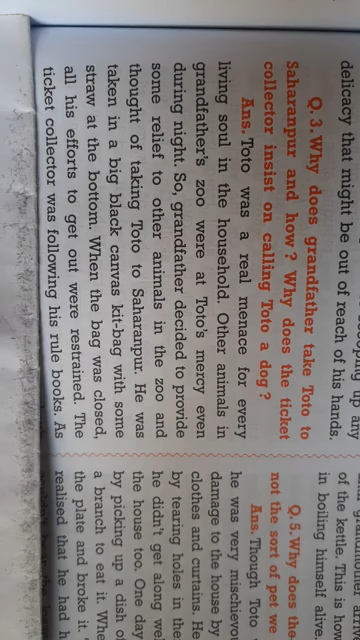 delicacy that might be out of reach of his hands.
Q. 3. Why does grandfather take Toto to
Saharanpur and how ? Why does the ticket
collector insist on calling Toto a dog ?
Ans. Toto was a real menace for every
living soul in the household. Other animals in
grandfather's zoo were at Toto's mercy even
during night. So, grandfather decided to provide
some relief to other animals in the zoo and
thought of taking Toto to Saharanpur. He was
taken in a big black canvas kit-bag with some
straw at the bottom. When the bag was closed,
all his efforts to get out were restrained. The
ticket collector was following his rule books. As
of the kettle. This is how
in boiling himself alive
Q. 5. Why does th
not the sort of pet we
Ans. Though Toto
he was very mischiev
damage to the house by
clothes and curtains. He
by tearing holes in the
he didn't get along wel
the house too. One day
by picking up a dish o
a branch to eat it. Whe
the plate and broke it.
realised that he had h